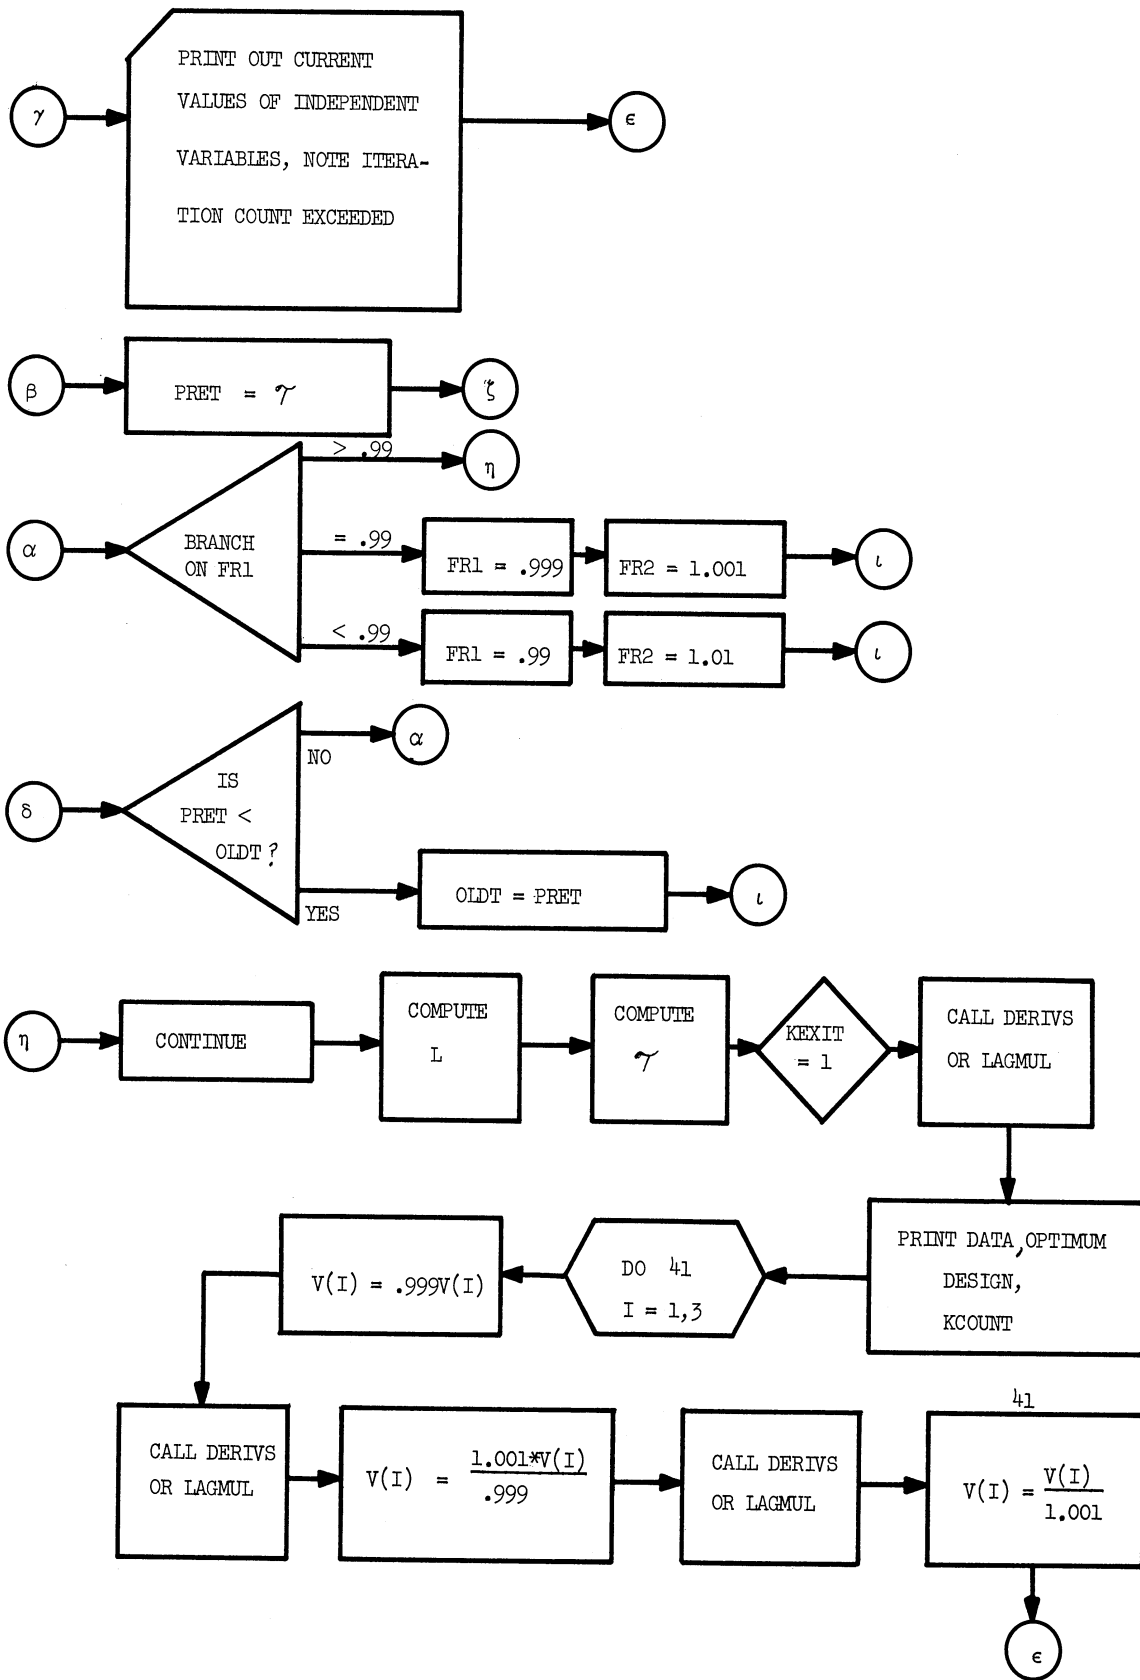 PRINT OUT CURRENT
VALUES OF INDEPENDENT
VARIABLES, NOTE ITERA-
TION COUNT EXCEEDED
γ
ϵ
β
PRET = τ
ζ
α
BRANCH
ON FR1
> .99
η
= .99
FR1 = .999
FR2 = 1.001
ι
< .99
FR1 = .99
FR2 = 1.01
ι
δ
IS
PRET <
OLDT ?
NO
α
YES
OLDT = PRET
ι
η
CONTINUE
COMPUTE
L
COMPUTE
τ
KEXIT
= 1
CALL DERIVS
OR LAGMUL
PRINT DATA, OPTIMUM
DESIGN,
KCOUNT
DO 41
I = 1,3
V(I) = .999V(I)
CALL DERIVS
OR LAGMUL
V(I) = 1.001*V(I)
.999
CALL DERIVS
OR LAGMUL
41
V(I) = V(I)
1.001
ϵ